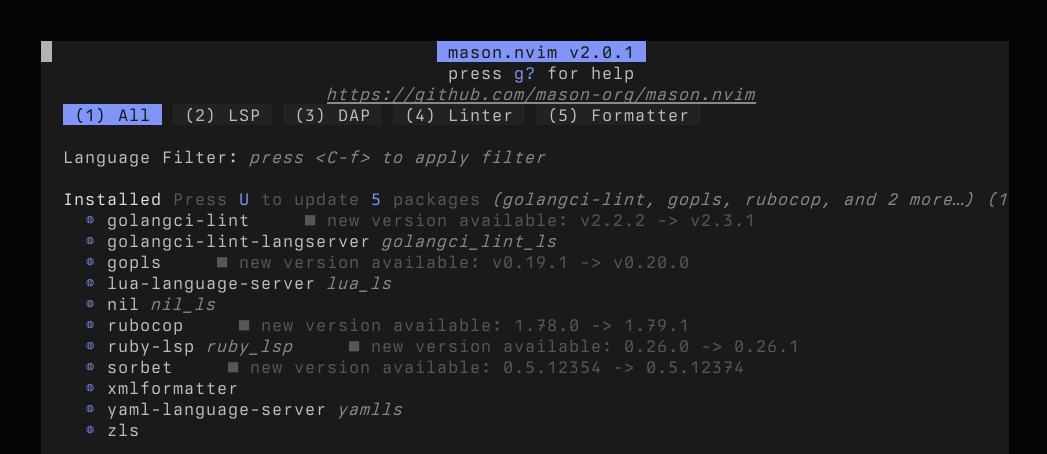 mason.nvim v2.0.1
press g? for help
https://github.com/mason-org/mason.nvim
(1) All (2) LSP (3) DAP (4) Linter (5) Formatter
Language Filter: press <C-f> to apply filter
Installed Press U to update 5 packages (golangci-lint, gopls, rubocop, and 2 more…) (1
golangci-lint ■ new version available: v2.2.2 -> v2.3.1
golangci-lint-langserver golangci_lint_ls
gopls ■ new version available: v0.19.1 -> v0.20.0
lua-language-server lua_ls
nil nil_ls
rubocop ■ new version available: 1.78.0 -> 1.79.1
ruby-lsp ruby_lsp ■ new version available: 0.26.0 -> 0.26.1
sorbet ■ new version available: 0.5.12354 -> 0.5.12374
xmlformatter
yaml-language-server yamlls
zls